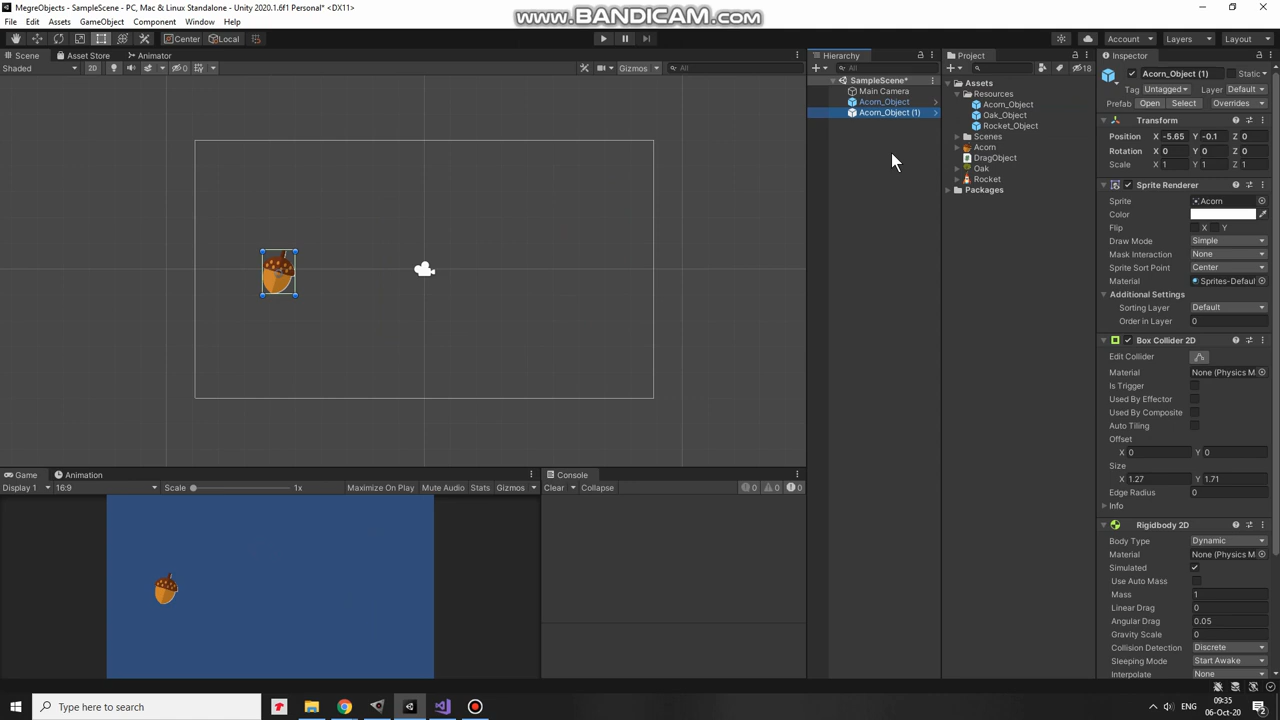 MegreObjects - SampleScene - PC, Mac & Linux Standalone - Unity 2020.1.6f1 Personal* <DX11>
www.BANDICAM.com
File Edit Assets GameObject Component Window Help
Center Local
Account Layers Layout
Scene Asset Store Animator
Shaded 2D 0 Gizmos All
Hierarchy
All
SampleScene*
Main Camera
Acorn_Object
Acorn_Object (1)
Project
18
Assets
Resources
Acorn_Object
Oak_Object
Rocket_Object
Scenes
Acorn
DragObject
Oak
Rocket
Packages
Inspector
Acorn_Object (1) Static
Tag Untagged Layer Default
Prefab Open Select Overrides
Transform
Position X -5.65 Y -0.1 Z 0
Rotation X 0 Y 0 Z 0
Scale X 1 Y 1 Z 1
Sprite Renderer
Sprite Acorn
Color
Flip X Y
Draw Mode Simple
Mask Interaction None
Sprite Sort Point Center
Material Sprites-Defaul
Additional Settings
Sorting Layer Default
Order in Layer 0
Box Collider 2D
Edit Collider
Material None (Physics M
Is Trigger
Used By Effector
Used By Composite
Auto Tiling
Offset
X 0 Y 0
Size
X 1.27 Y 1.71
Edge Radius 0
Info
Rigidbody 2D
Body Type Dynamic
Material None (Physics M
Simulated
Use Auto Mass
Mass 1
Linear Drag 0
Angular Drag 0.05
Gravity Scale 0
Collision Detection Discrete
Sleeping Mode Start Awake
Interpolate None
Game Animation
Display 1 16:9 Scale 1x Maximize On Play Mute Audio Stats Gizmos
Console
Clear Collapse 0 0 0
Type here to search
ENG
09:35
06-Oct-20
2